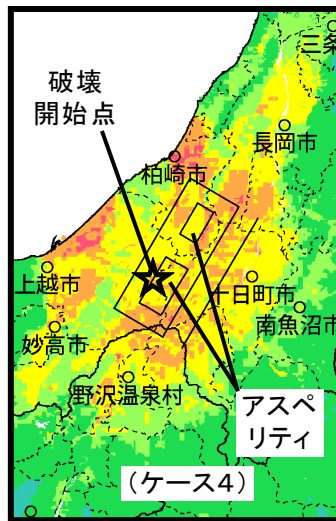 三条
破壊
開始点
長岡市
柏崎市
上越市
十日町市
南魚沼市
妙高市
野沢温泉村
アスペ
リティ
（ケース４）